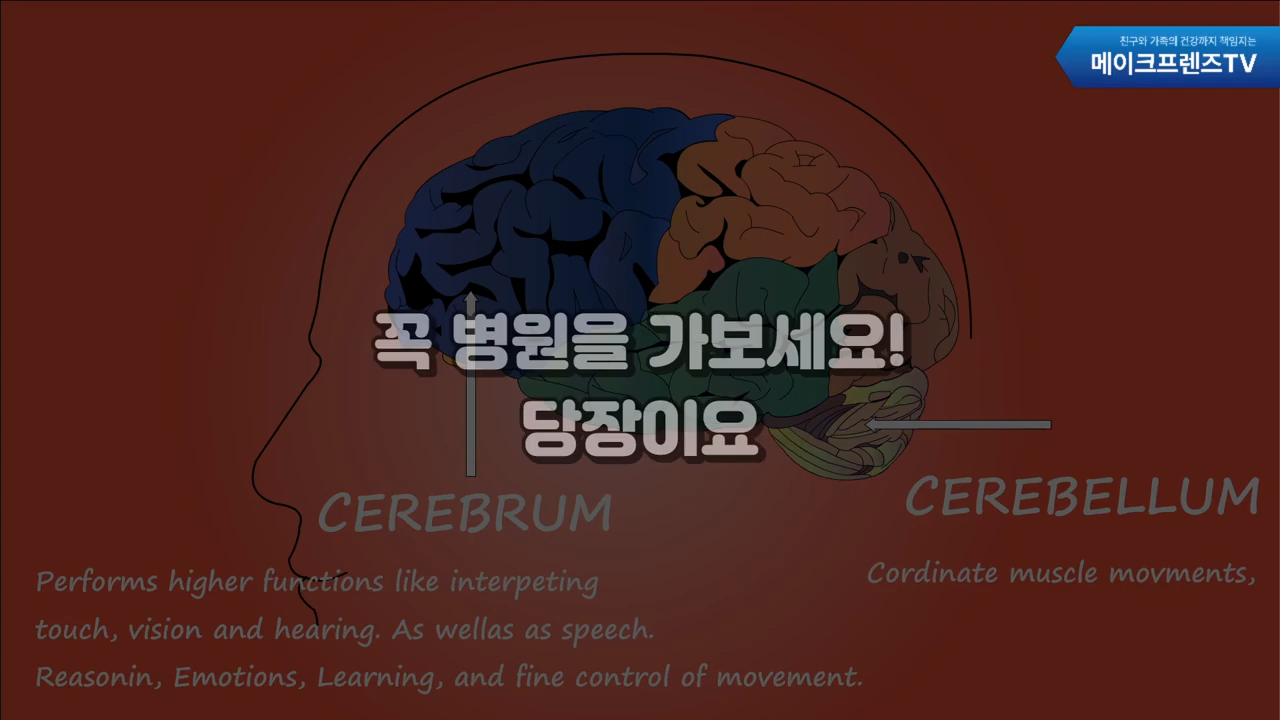 친구와 가족의 건강까지 책임지는
메이크프렌즈TV
꼭 병원을 가보세요!
당장이요
CEREBRUM
CEREBELLUM
Performs higher functions like interpeting
touch, vision and hearing. As wellas as speech.
Reasonin, Emotions, Learning, and fine control of movement.
Cordinate muscle movments,